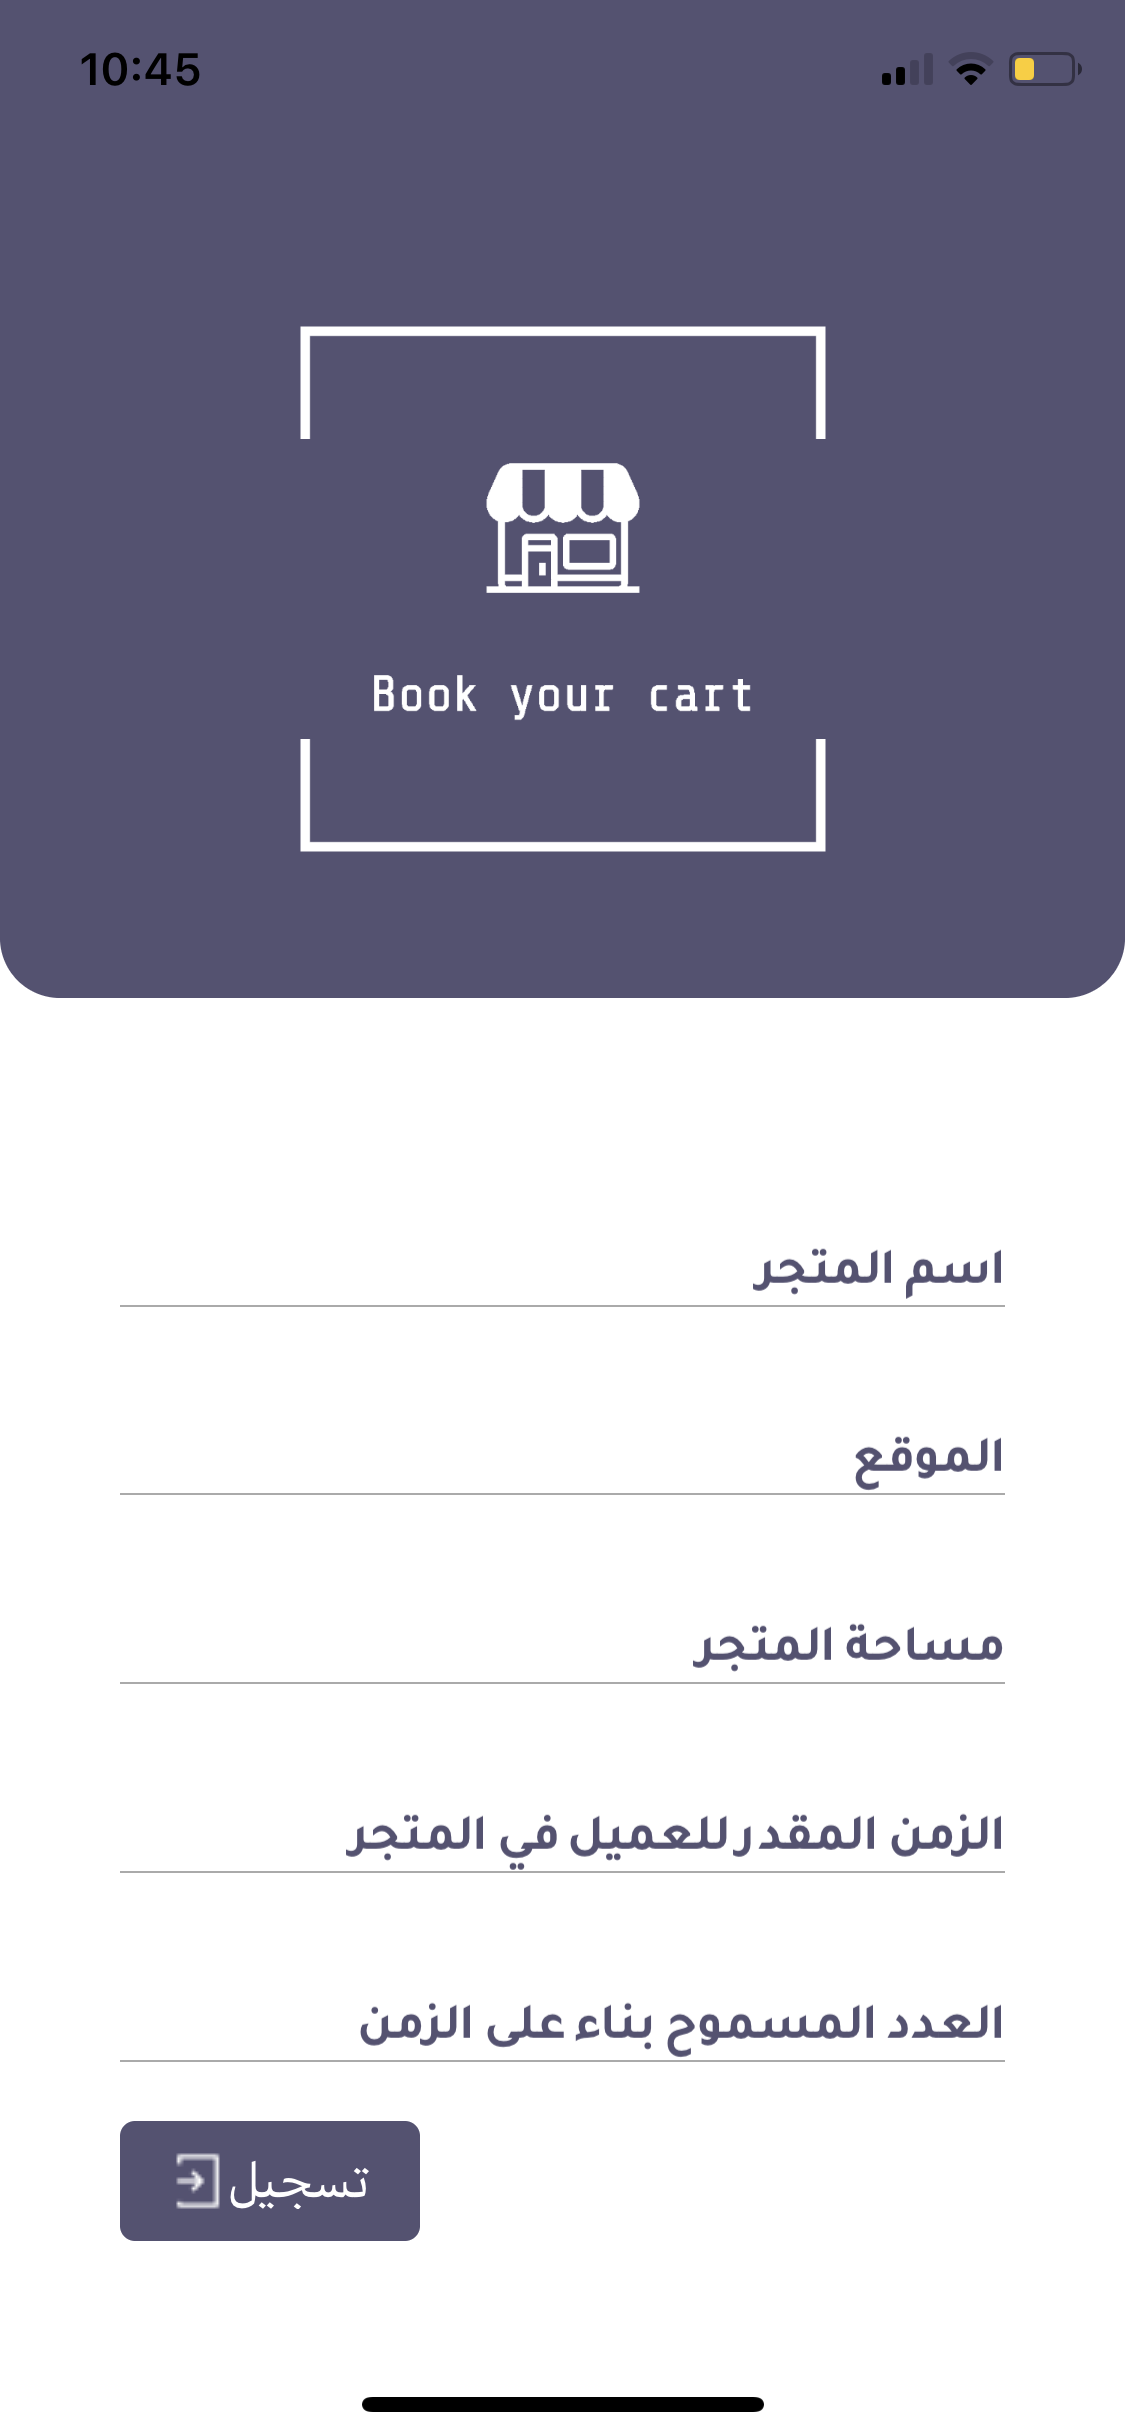 10:45
Book your cart
اسم المتجر
الموقع
مساحة المتجر
الزمن المقدر للعميل في المتجر
العدد المسموح بناء على الزمن
تسجيل